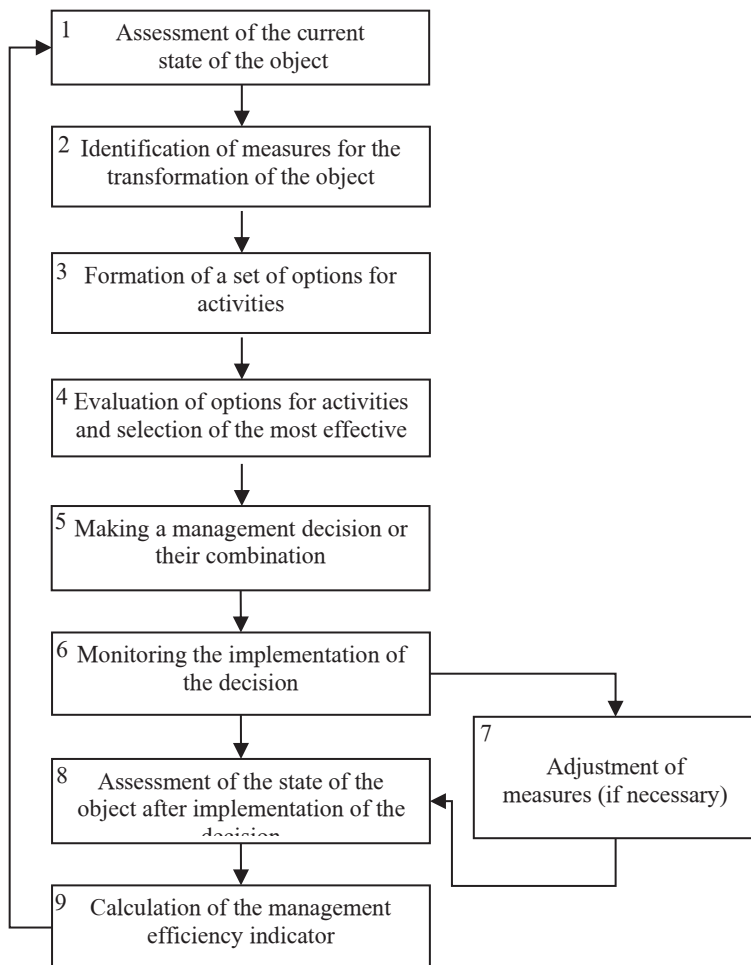 1 Assessment of the current
state of the object
2 Identification of measures for the
transformation of the object
3 Formation of a set of options for
activities
4 Evaluation of options for activities
and selection of the most effective
5 Making a management decision or
their combination
6 Monitoring the implementation of
the decision
7
Adjustment of
measures (if necessary)
8 Assessment of the state of the
object after implementation of the
decision
9 Calculation of the management
efficiency indicator